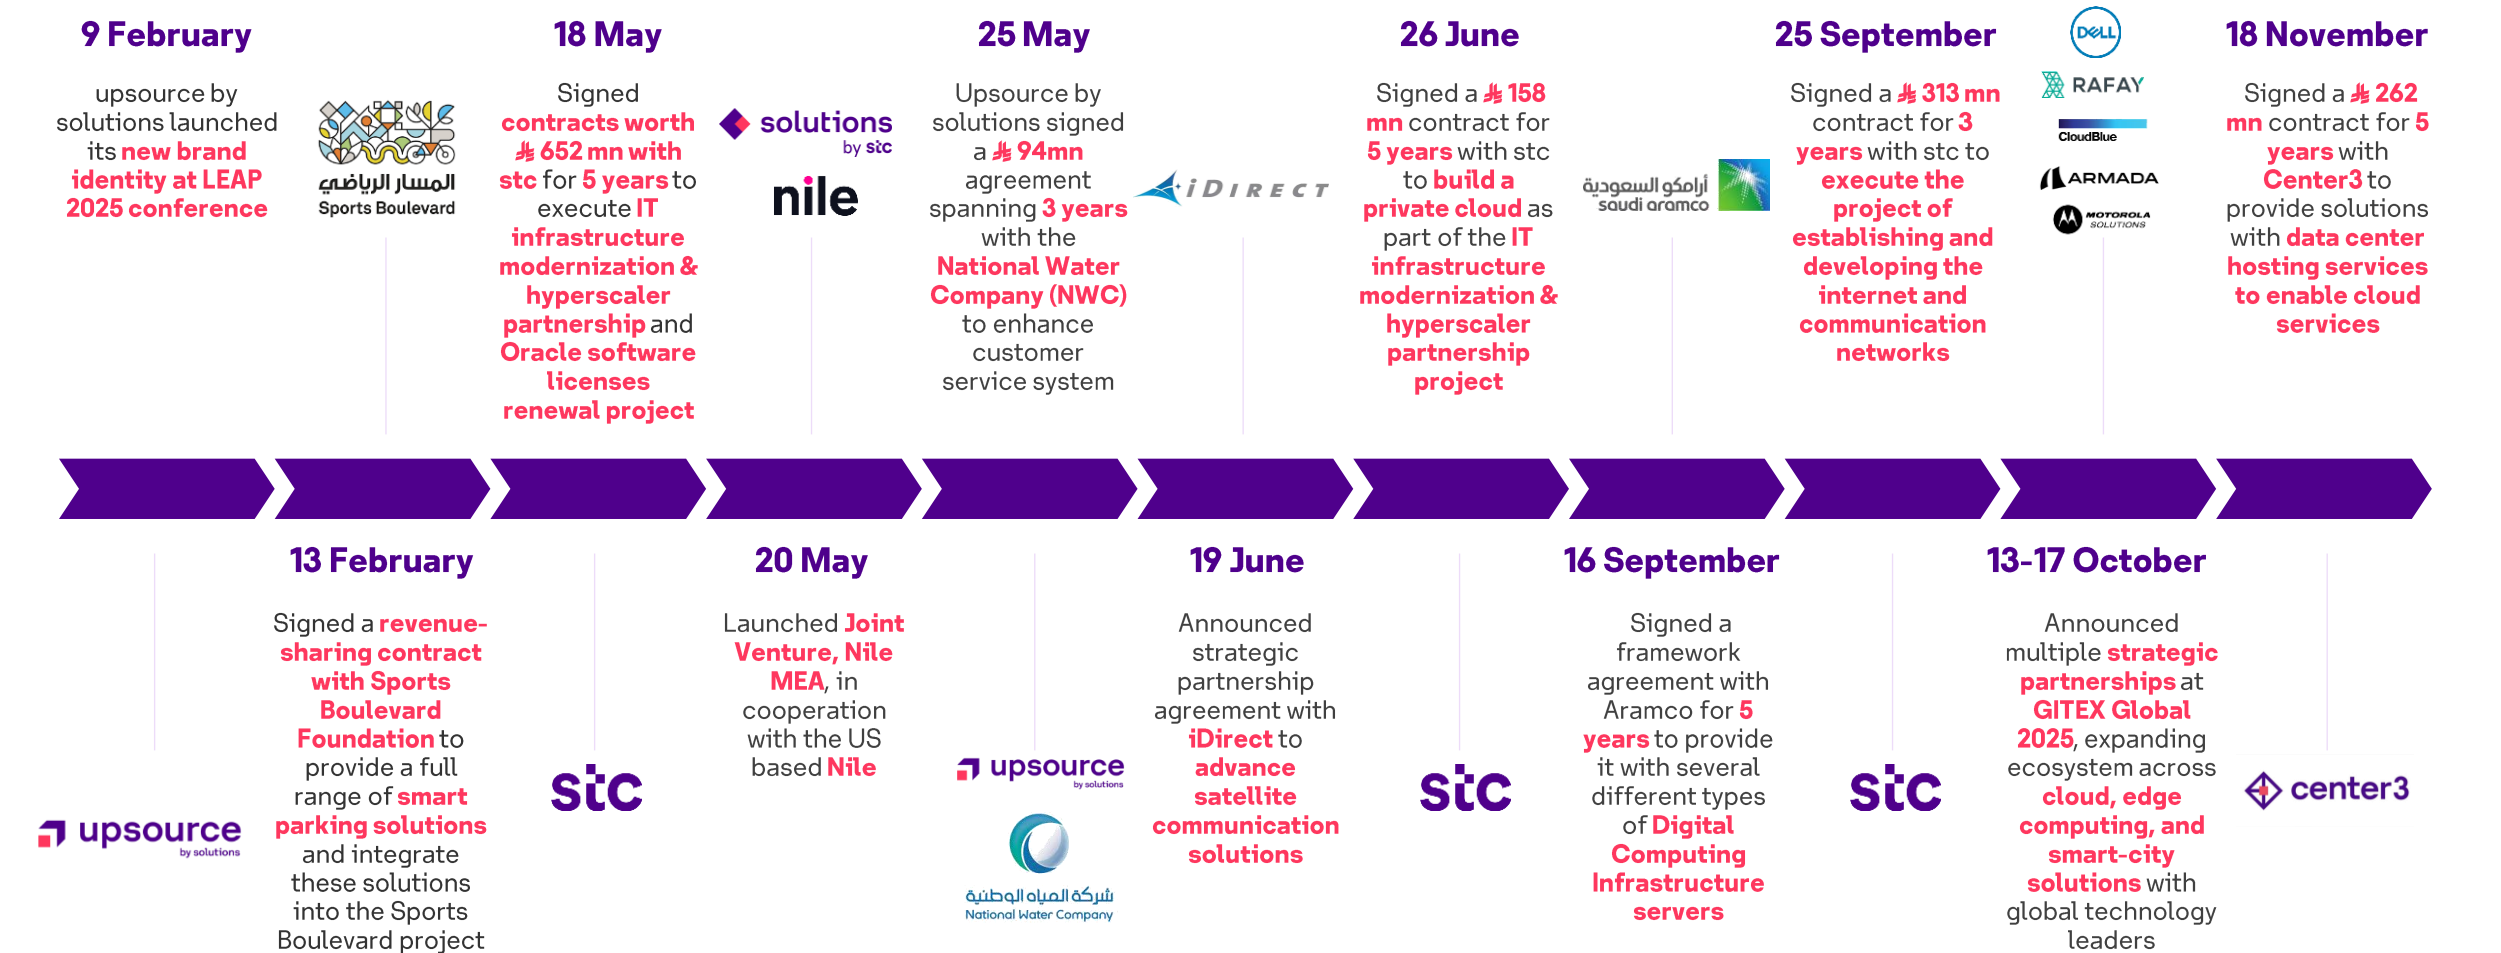 9 February
upsource by
solutions launched
its new brand
identity at LEAP
2025 conference
upsource
by solutions
13 February
Signed a revenue-
sharing contract
with Sports
Boulevard
Foundation to
provide a full
range of smart
parking solutions
and integrate
these solutions
into the Sports
Boulevard project
المسار الرياضي
Sports Boulevard
18 May
Signed
contracts worth
⃁ 652 mn with
stc for 5 years to
execute IT
infrastructure
modernization &
hyperscaler
partnership and
Oracle software
licenses
renewal project
stc
20 May
Launched Joint
Venture, Nile
MEA, in
cooperation
with the US
based Nile
solutions
by stc
nile
25 May
Upsource by
solutions signed
a ⃁ 94mn
agreement
spanning 3 years
with the
National Water
Company (NWC)
to enhance
customer
service system
upsource
by solutions
شركة المياه الوطنية
National Water Company
19 June
Announced
strategic
partnership
agreement with
iDirect to
advance
satellite
communication
solutions
iDIRECT
26 June
Signed a ⃁ 158
mn contract for
5 years with stc
to build a
private cloud as
part of the IT
infrastructure
modernization &
hyperscaler
partnership
project
stc
16 September
Signed a
framework
agreement with
Aramco for 5
years to provide
it with several
different types
of Digital
Computing
Infrastructure
servers
أرامكو السعودية
saudi aramco
25 September
Signed a ⃁ 313 mn
contract for 3
years with stc to
execute the
project of
establishing and
developing the
internet and
communication
networks
stc
13-17 October
Announced
multiple strategic
partnerships at
GITEX Global
2025, expanding
ecosystem across
cloud, edge
computing, and
smart-city
solutions with
global technology
leaders
DELL
RAFAY
CloudBlue
ARMADA
MOTOROLA
SOLUTIONS
18 November
Signed a ⃁ 262
mn contract for 5
years with
Center3 to
provide solutions
with data center
hosting services
to enable cloud
services
center3